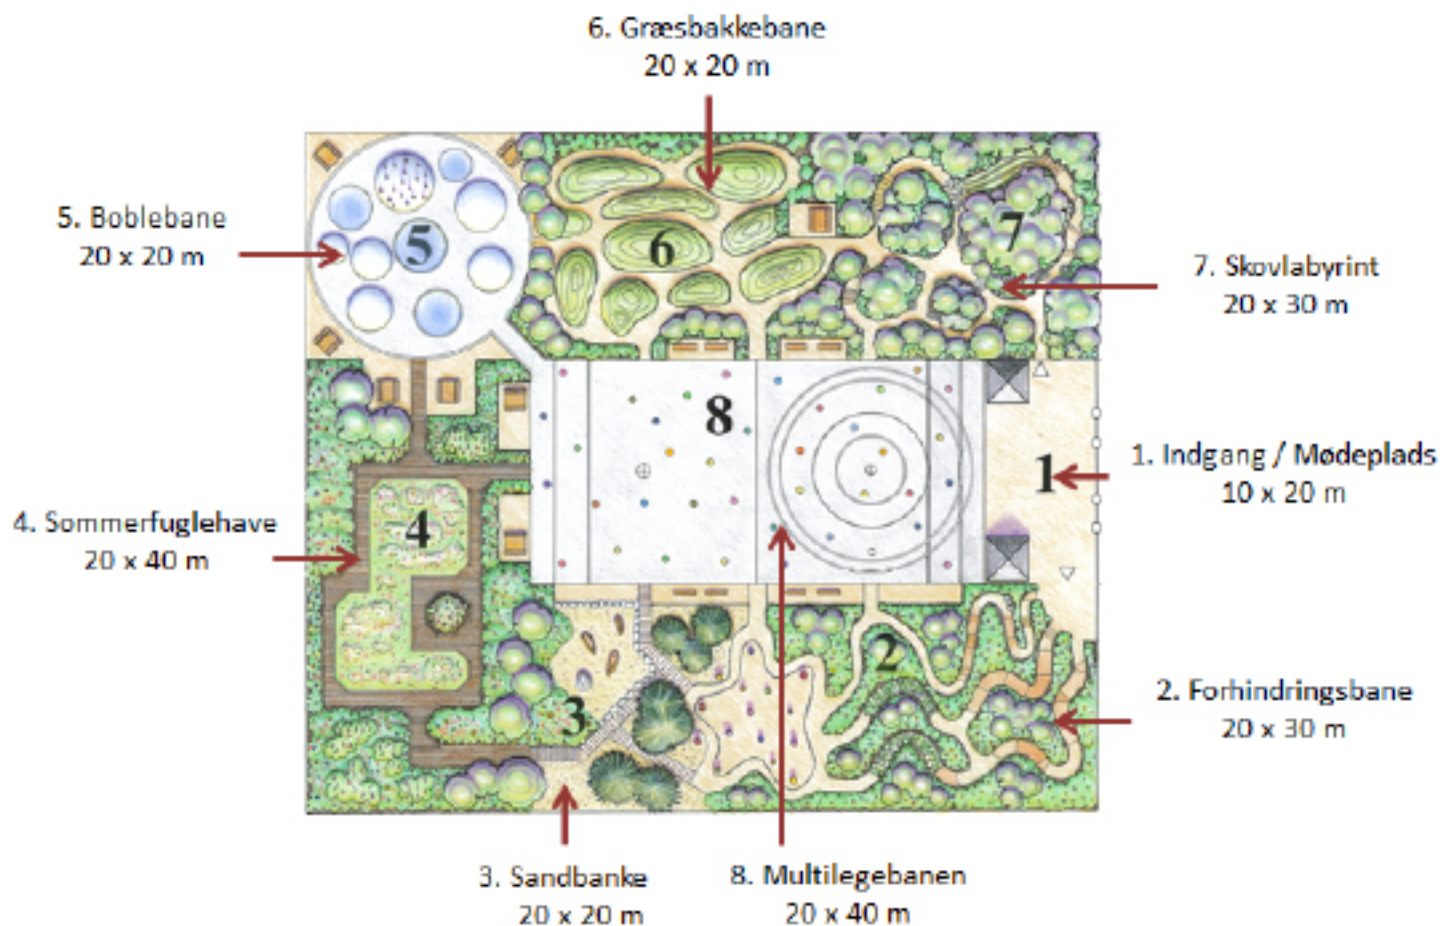 6. Græsbakkebane
20 x 20 m
5. Boblebane
20 x 20 m
7. Skovlabyrint
20 x 30 m
1. Indgang / Mødeplads
10 x 20 m
4. Sommerfuglehave
20 x 40 m
2. Forhindringsbane
20 x 30 m
3. Sandbanke
20 x 20 m
8. Multilegebanen
20 x 40 m
5
6
7
8
1
4
2
3